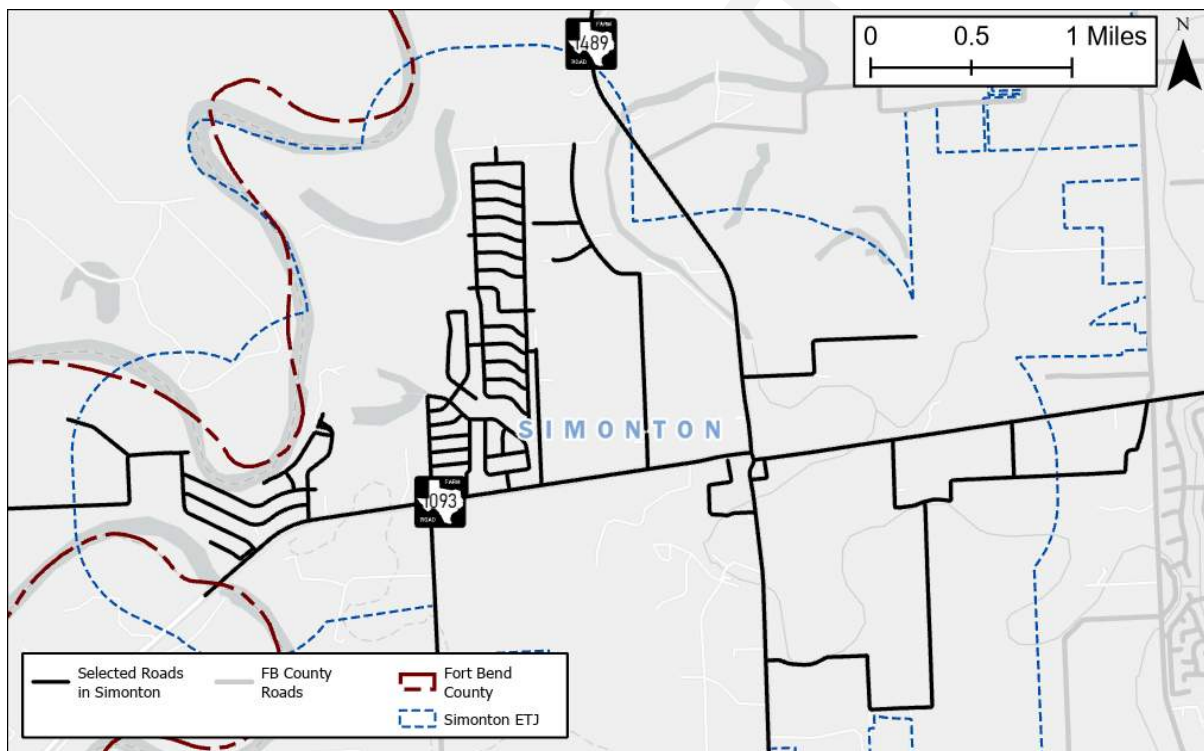 FARM
1489
ROAD
0 0.5 1 Miles
N
SIMONTON
FARM
1093
ROAD
Selected Roads
in Simonton
FB County
Roads
Fort Bend
County
Simonton ETJ